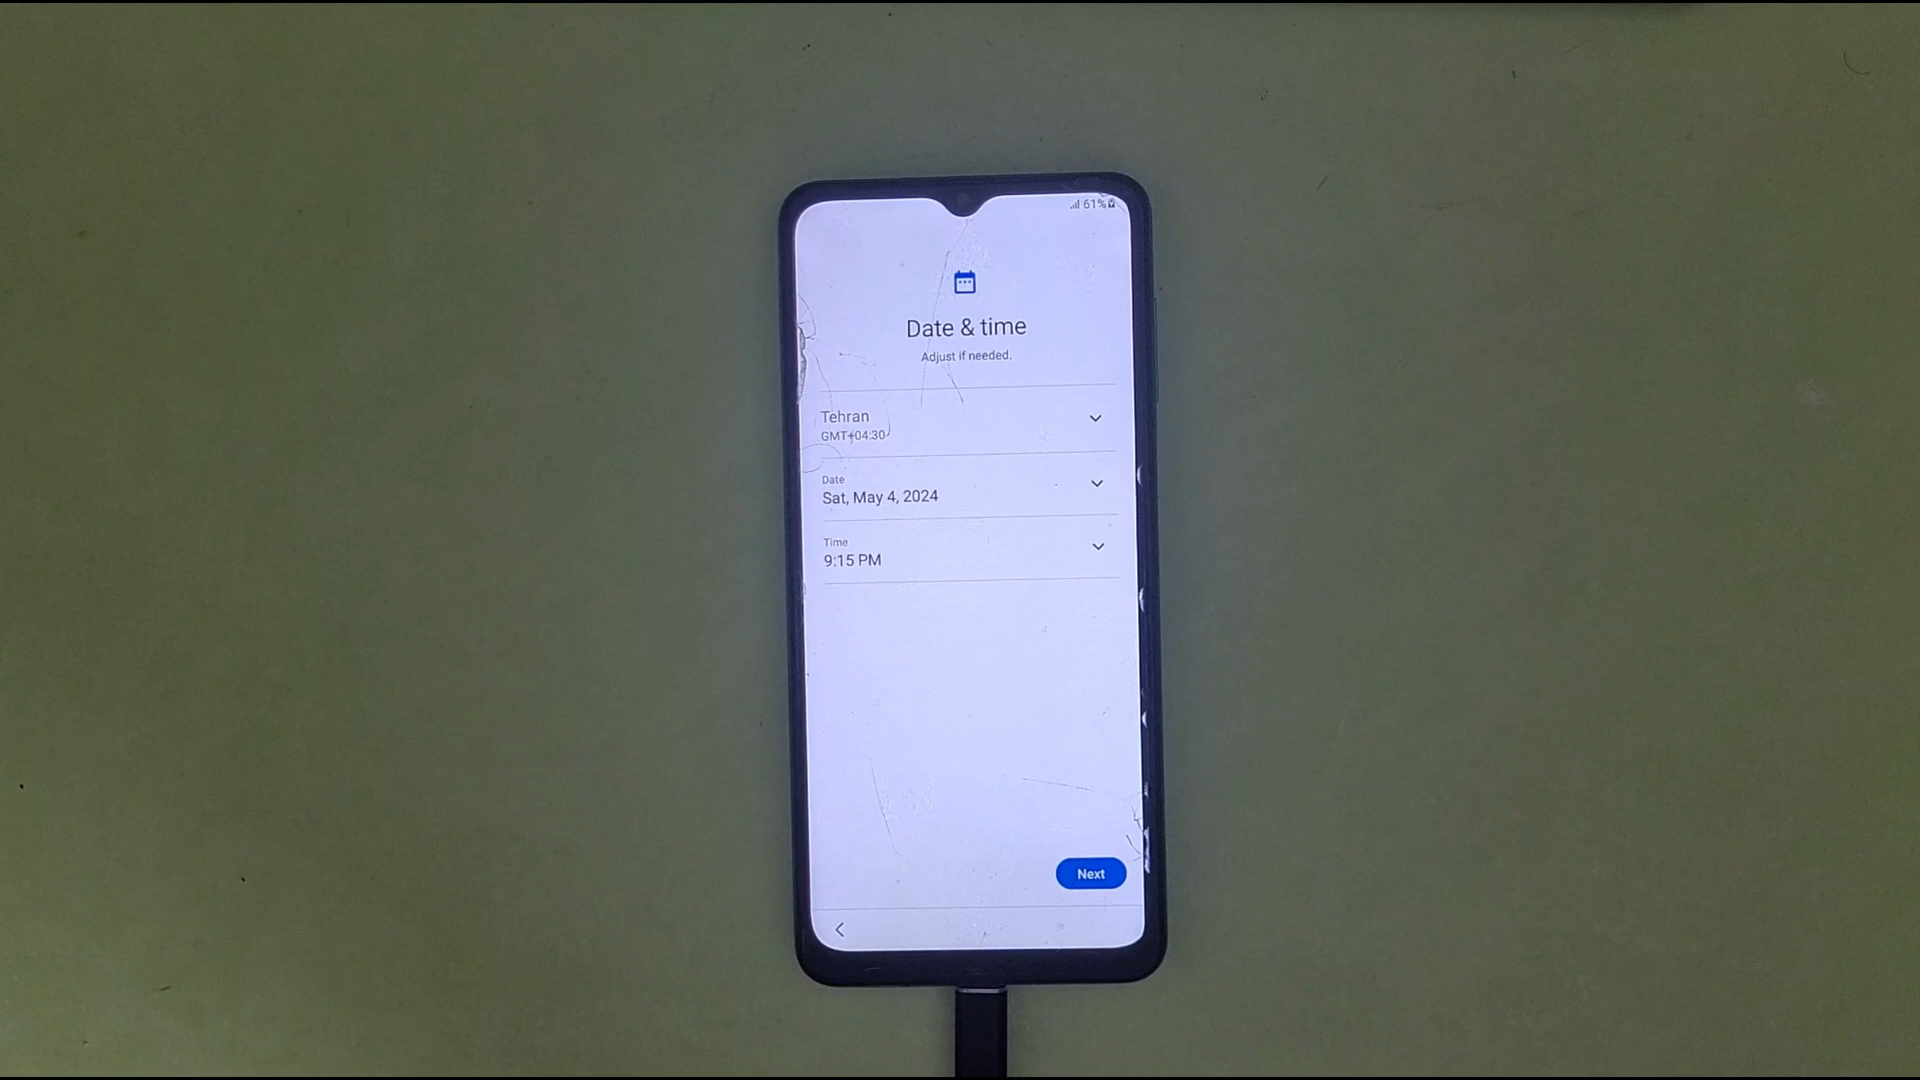 61%
Date & time
Adjust if needed.
Tehran
GMT+04:30
Date
Sat, May 4, 2024
Time
9:15 PM
Next